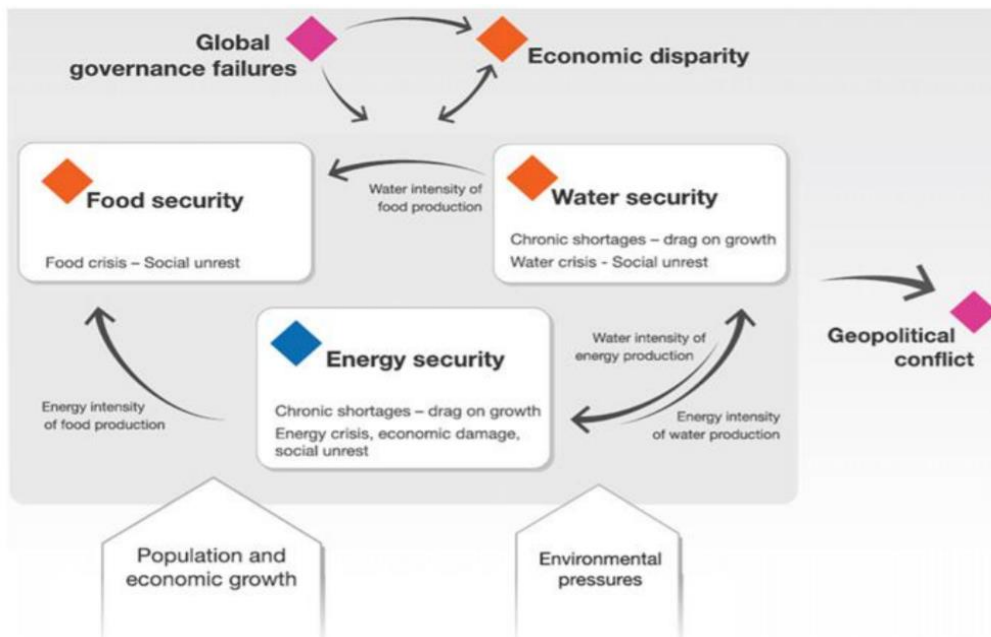 Global
governance failures
Economic disparity
Food security
Food crisis – Social unrest
Water intensity of
food production
Water security
Chronic shortages – drag on growth
Water crisis - Social unrest
Geopolitical
conflict
Energy security
Chronic shortages – drag on growth
Energy crisis, economic damage,
social unrest
Water intensity of
energy production
Energy intensity
of food production
Energy intensity
of water production
Population and
economic growth
Environmental
pressures